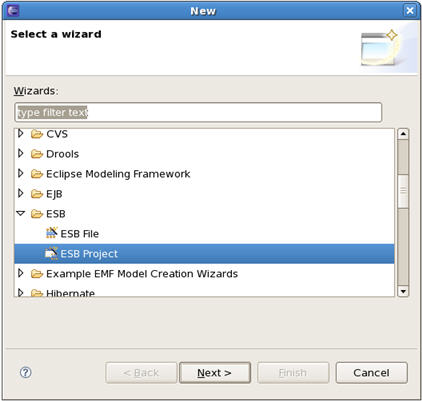 New
Select a wizard
Wizards:
type filter text
CVS
Drools
Eclipse Modeling Framework
EJB
ESB
ESB File
ESB Project
Example EMF Model Creation Wizards
Hibernate
?
< Back Next > Finish Cancel